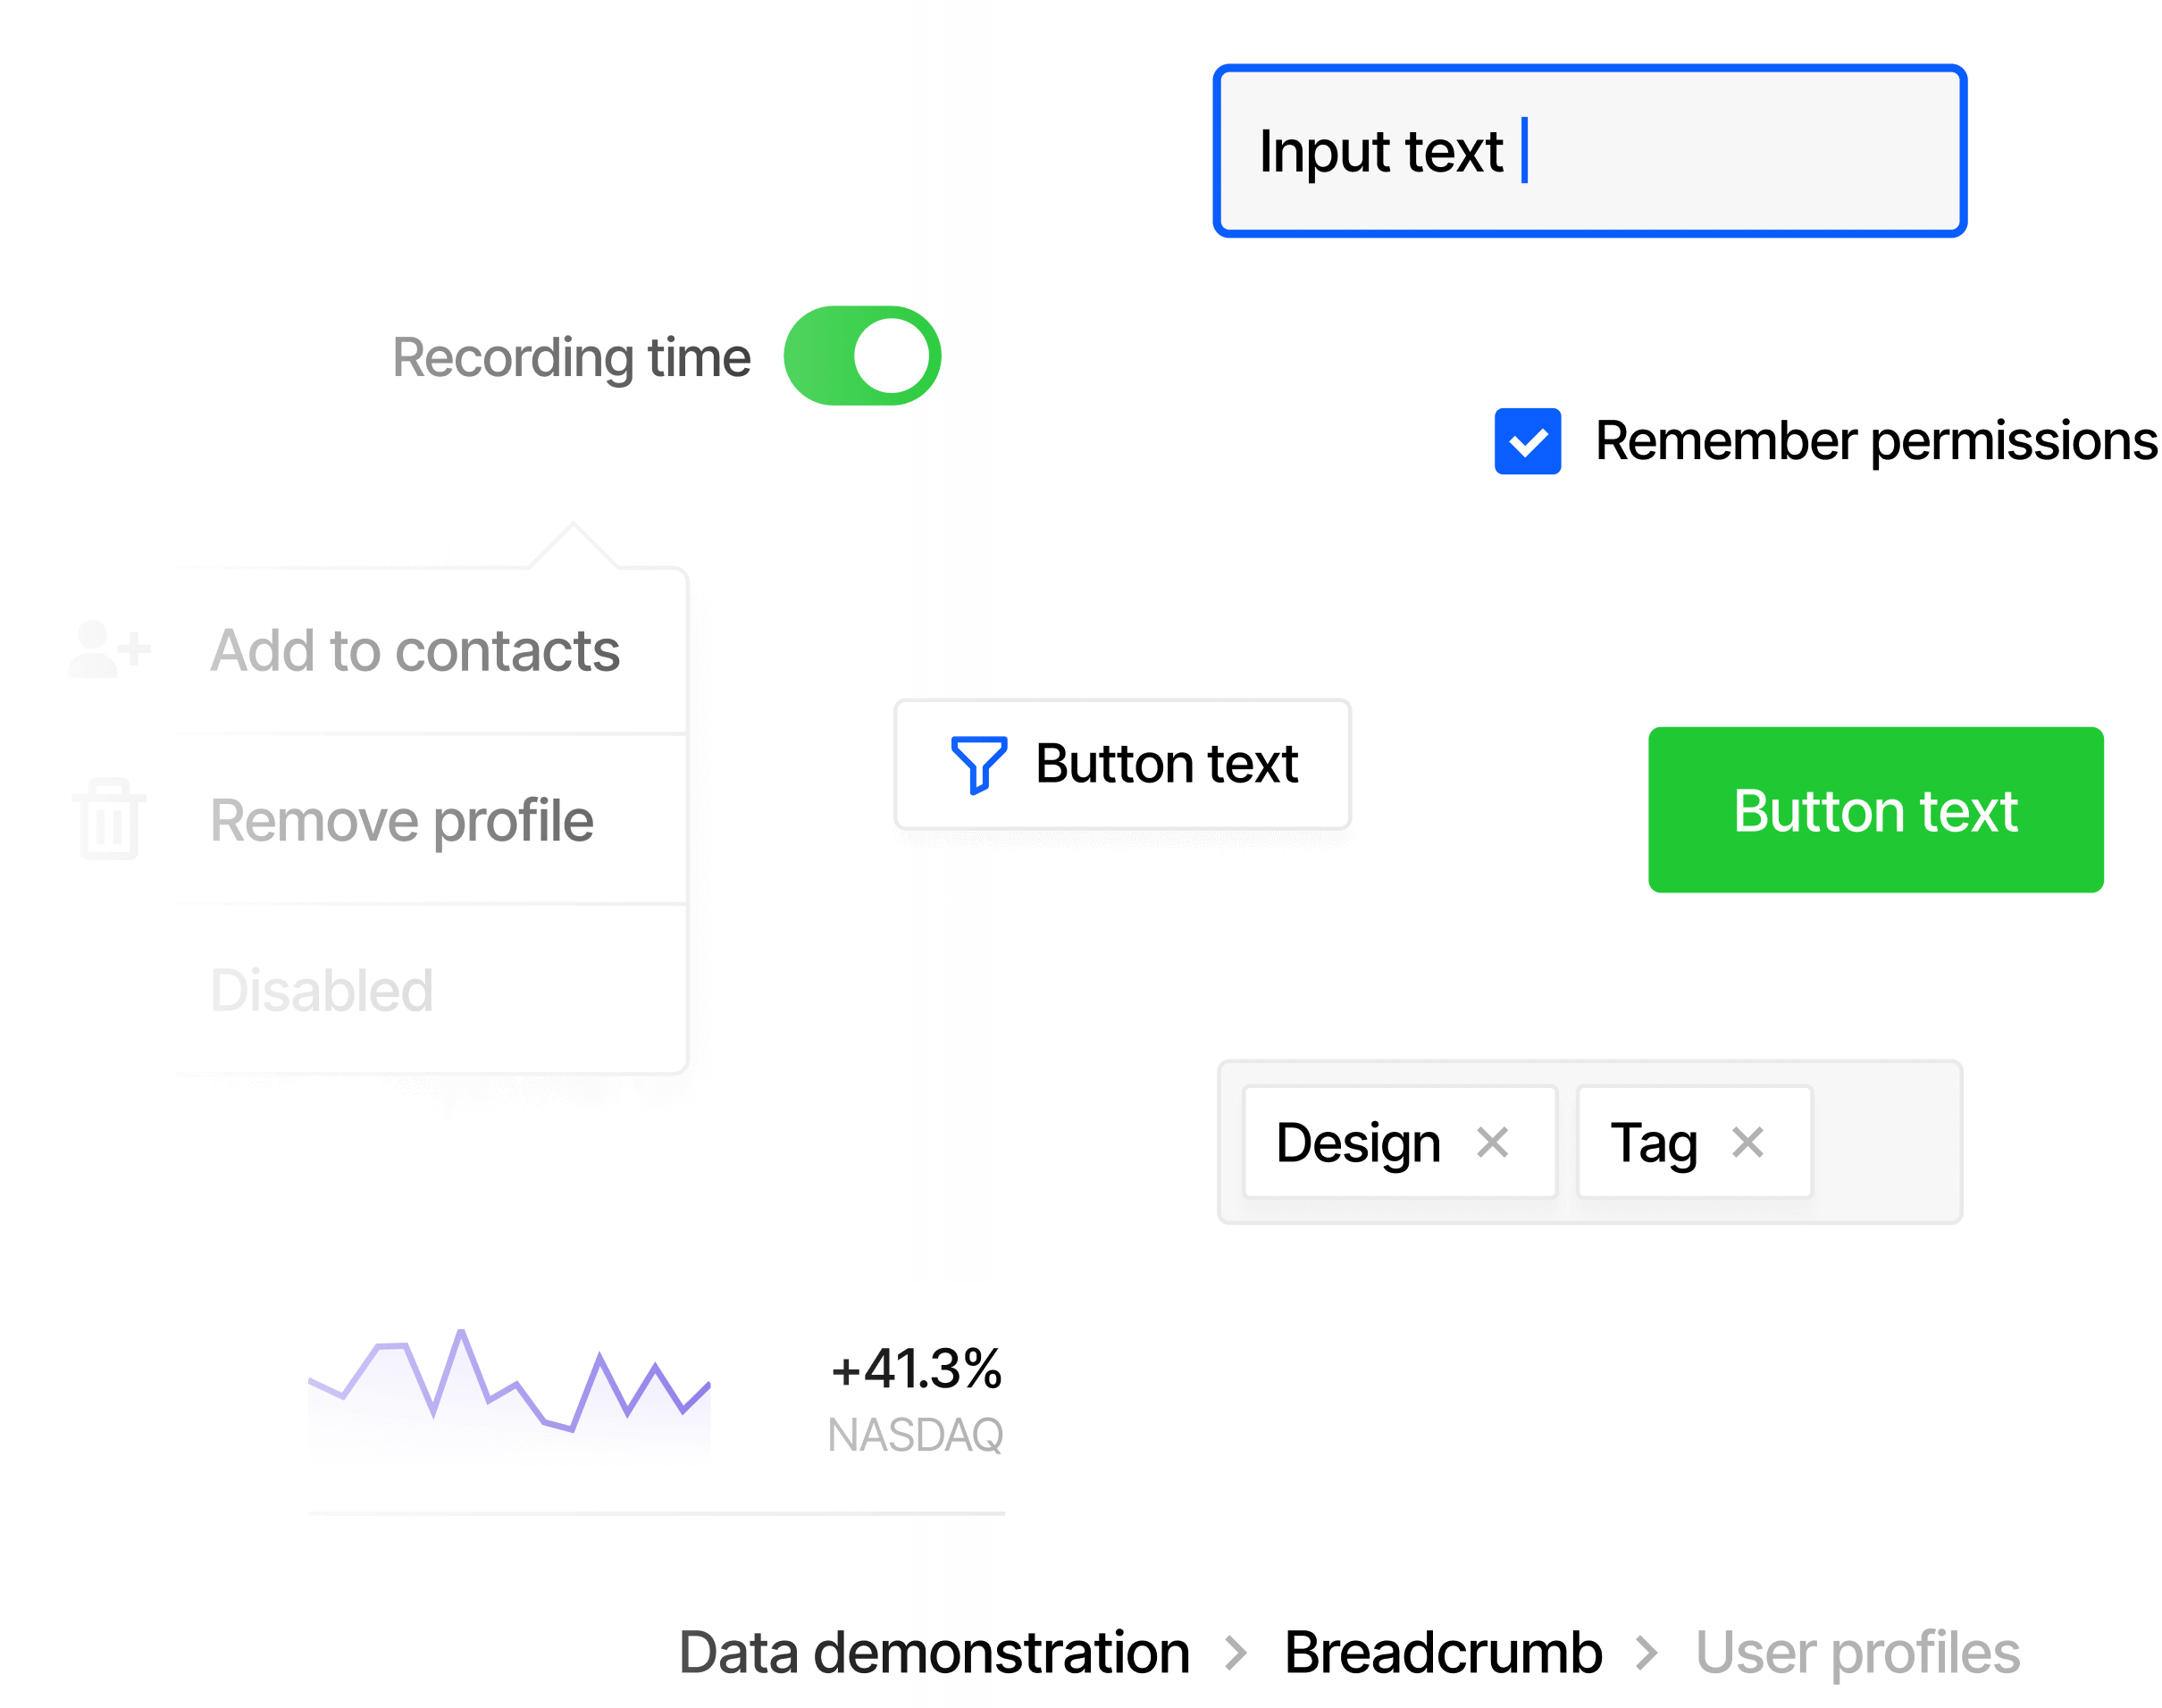 Input text
Recording time
Remember permissions
Add to contacts
Remove profile
Disabled
Button text
Button text
Design
Tag
+41.3%
NASDAQ
Data demonstration > Breadcrumb > User profiles